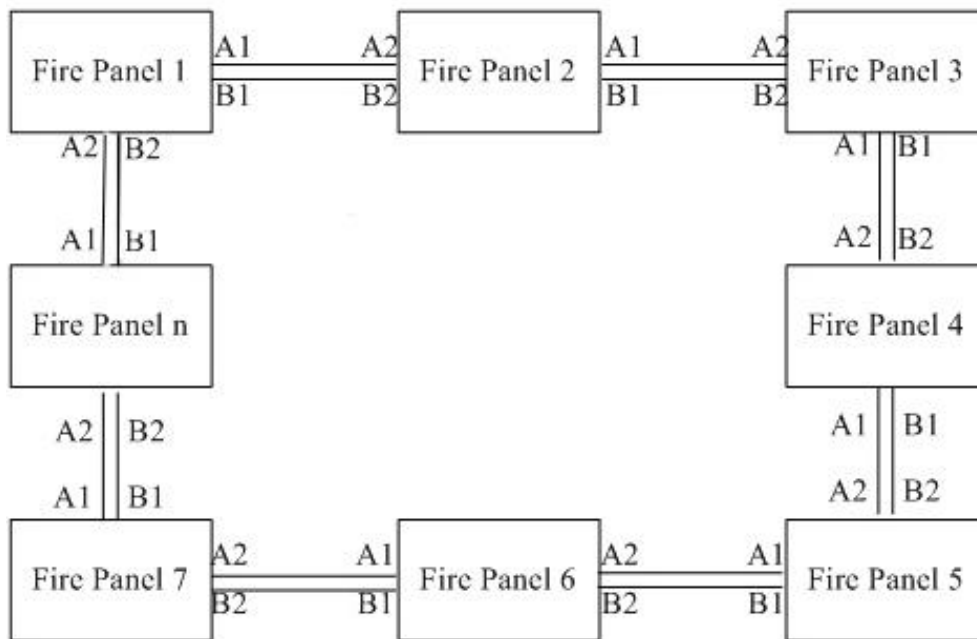 A1 A2 A1 A2
Fire Panel 1 Fire Panel 2 Fire Panel 3
B1 B2 B1 B2
A2 B2 A1 B1
A1 B1 A2 B2
Fire Panel n Fire Panel 4
A2 B2 A1 B1
A1 B1 A2 B2
A2 A1 A2 A1
Fire Panel 7 Fire Panel 6 Fire Panel 5
B2 B1 B2 B1